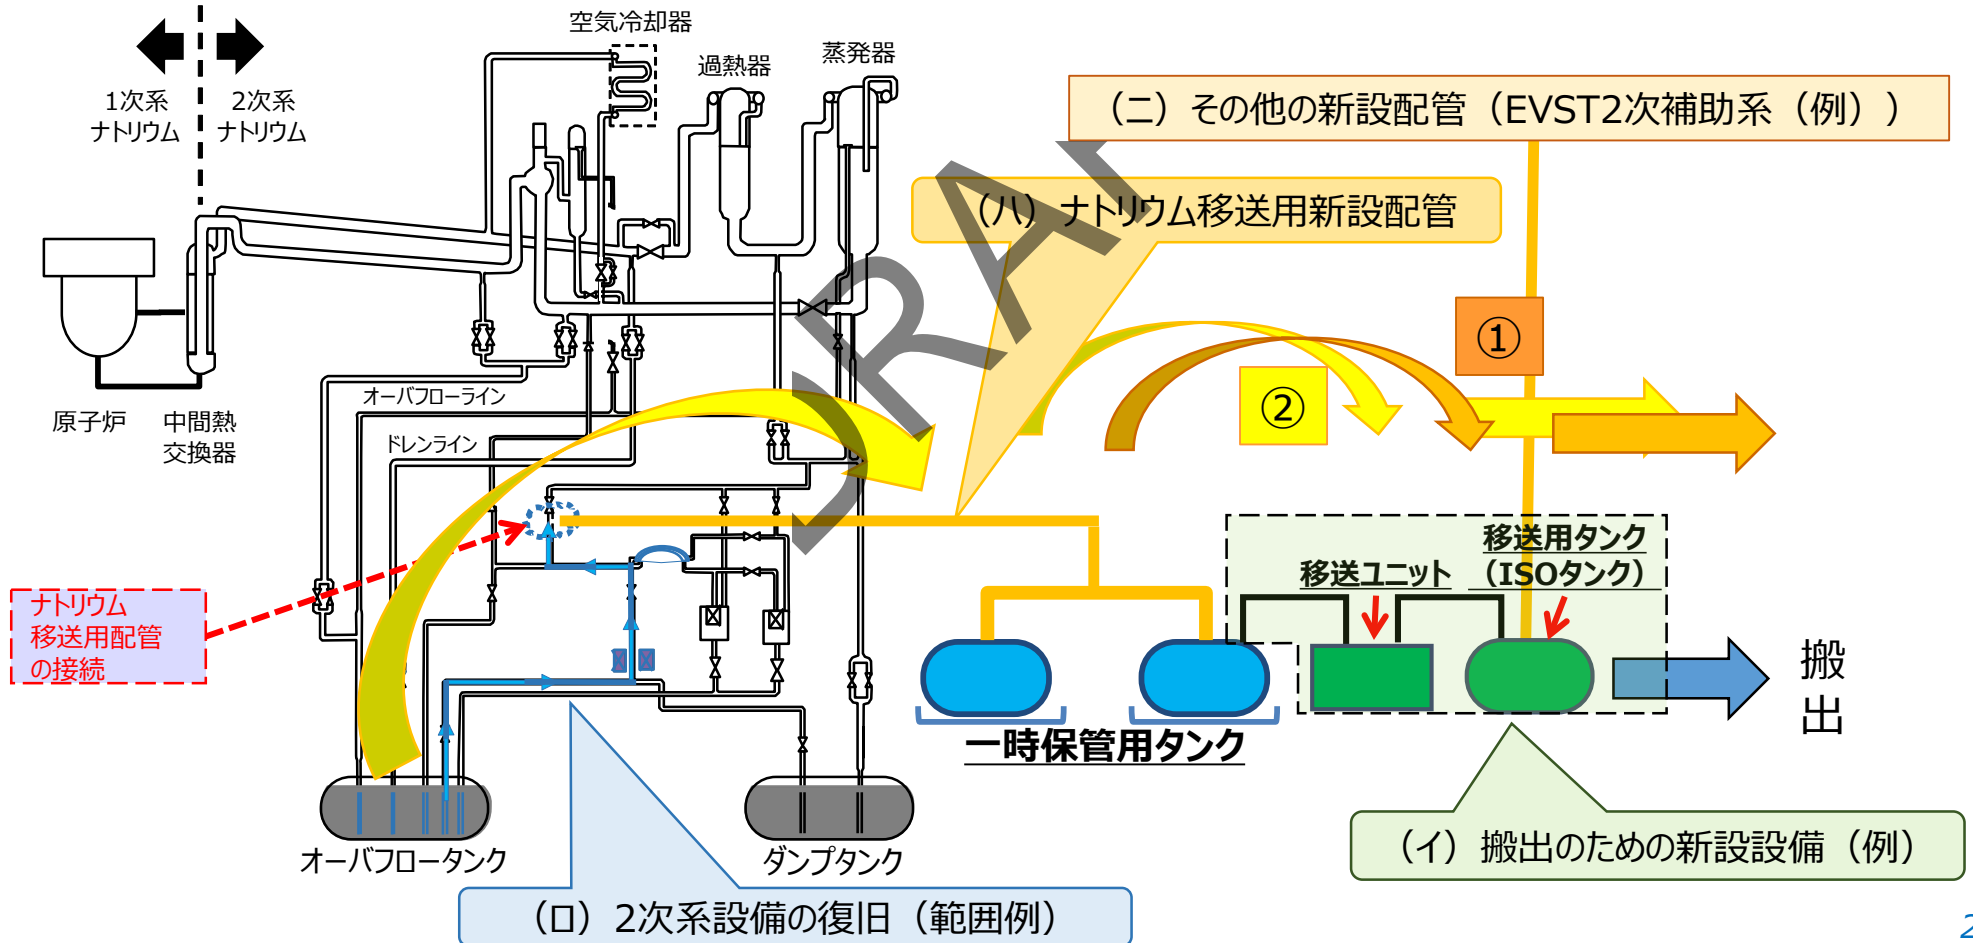 空気冷却器
蒸発器
過熱器
1次系
ナトリウム
2次系
ナトリウム
（ニ）その他の新設配管（EVST2次補助系（例））
（ハ）ナトリウム移送用新設配管
DRAF
①
②
オーバフローライン
ドレンライン
原子炉
中間熱
交換器
移送用タンク
（ISOタンク）
移送ユニット
ナトリウム
移送用配管
の接続
搬
出
一時保管用タンク
オーバフロータンク
ダンプタンク
（イ）搬出のための新設設備（例）
（ロ）2次系設備の復旧（範囲例）
2